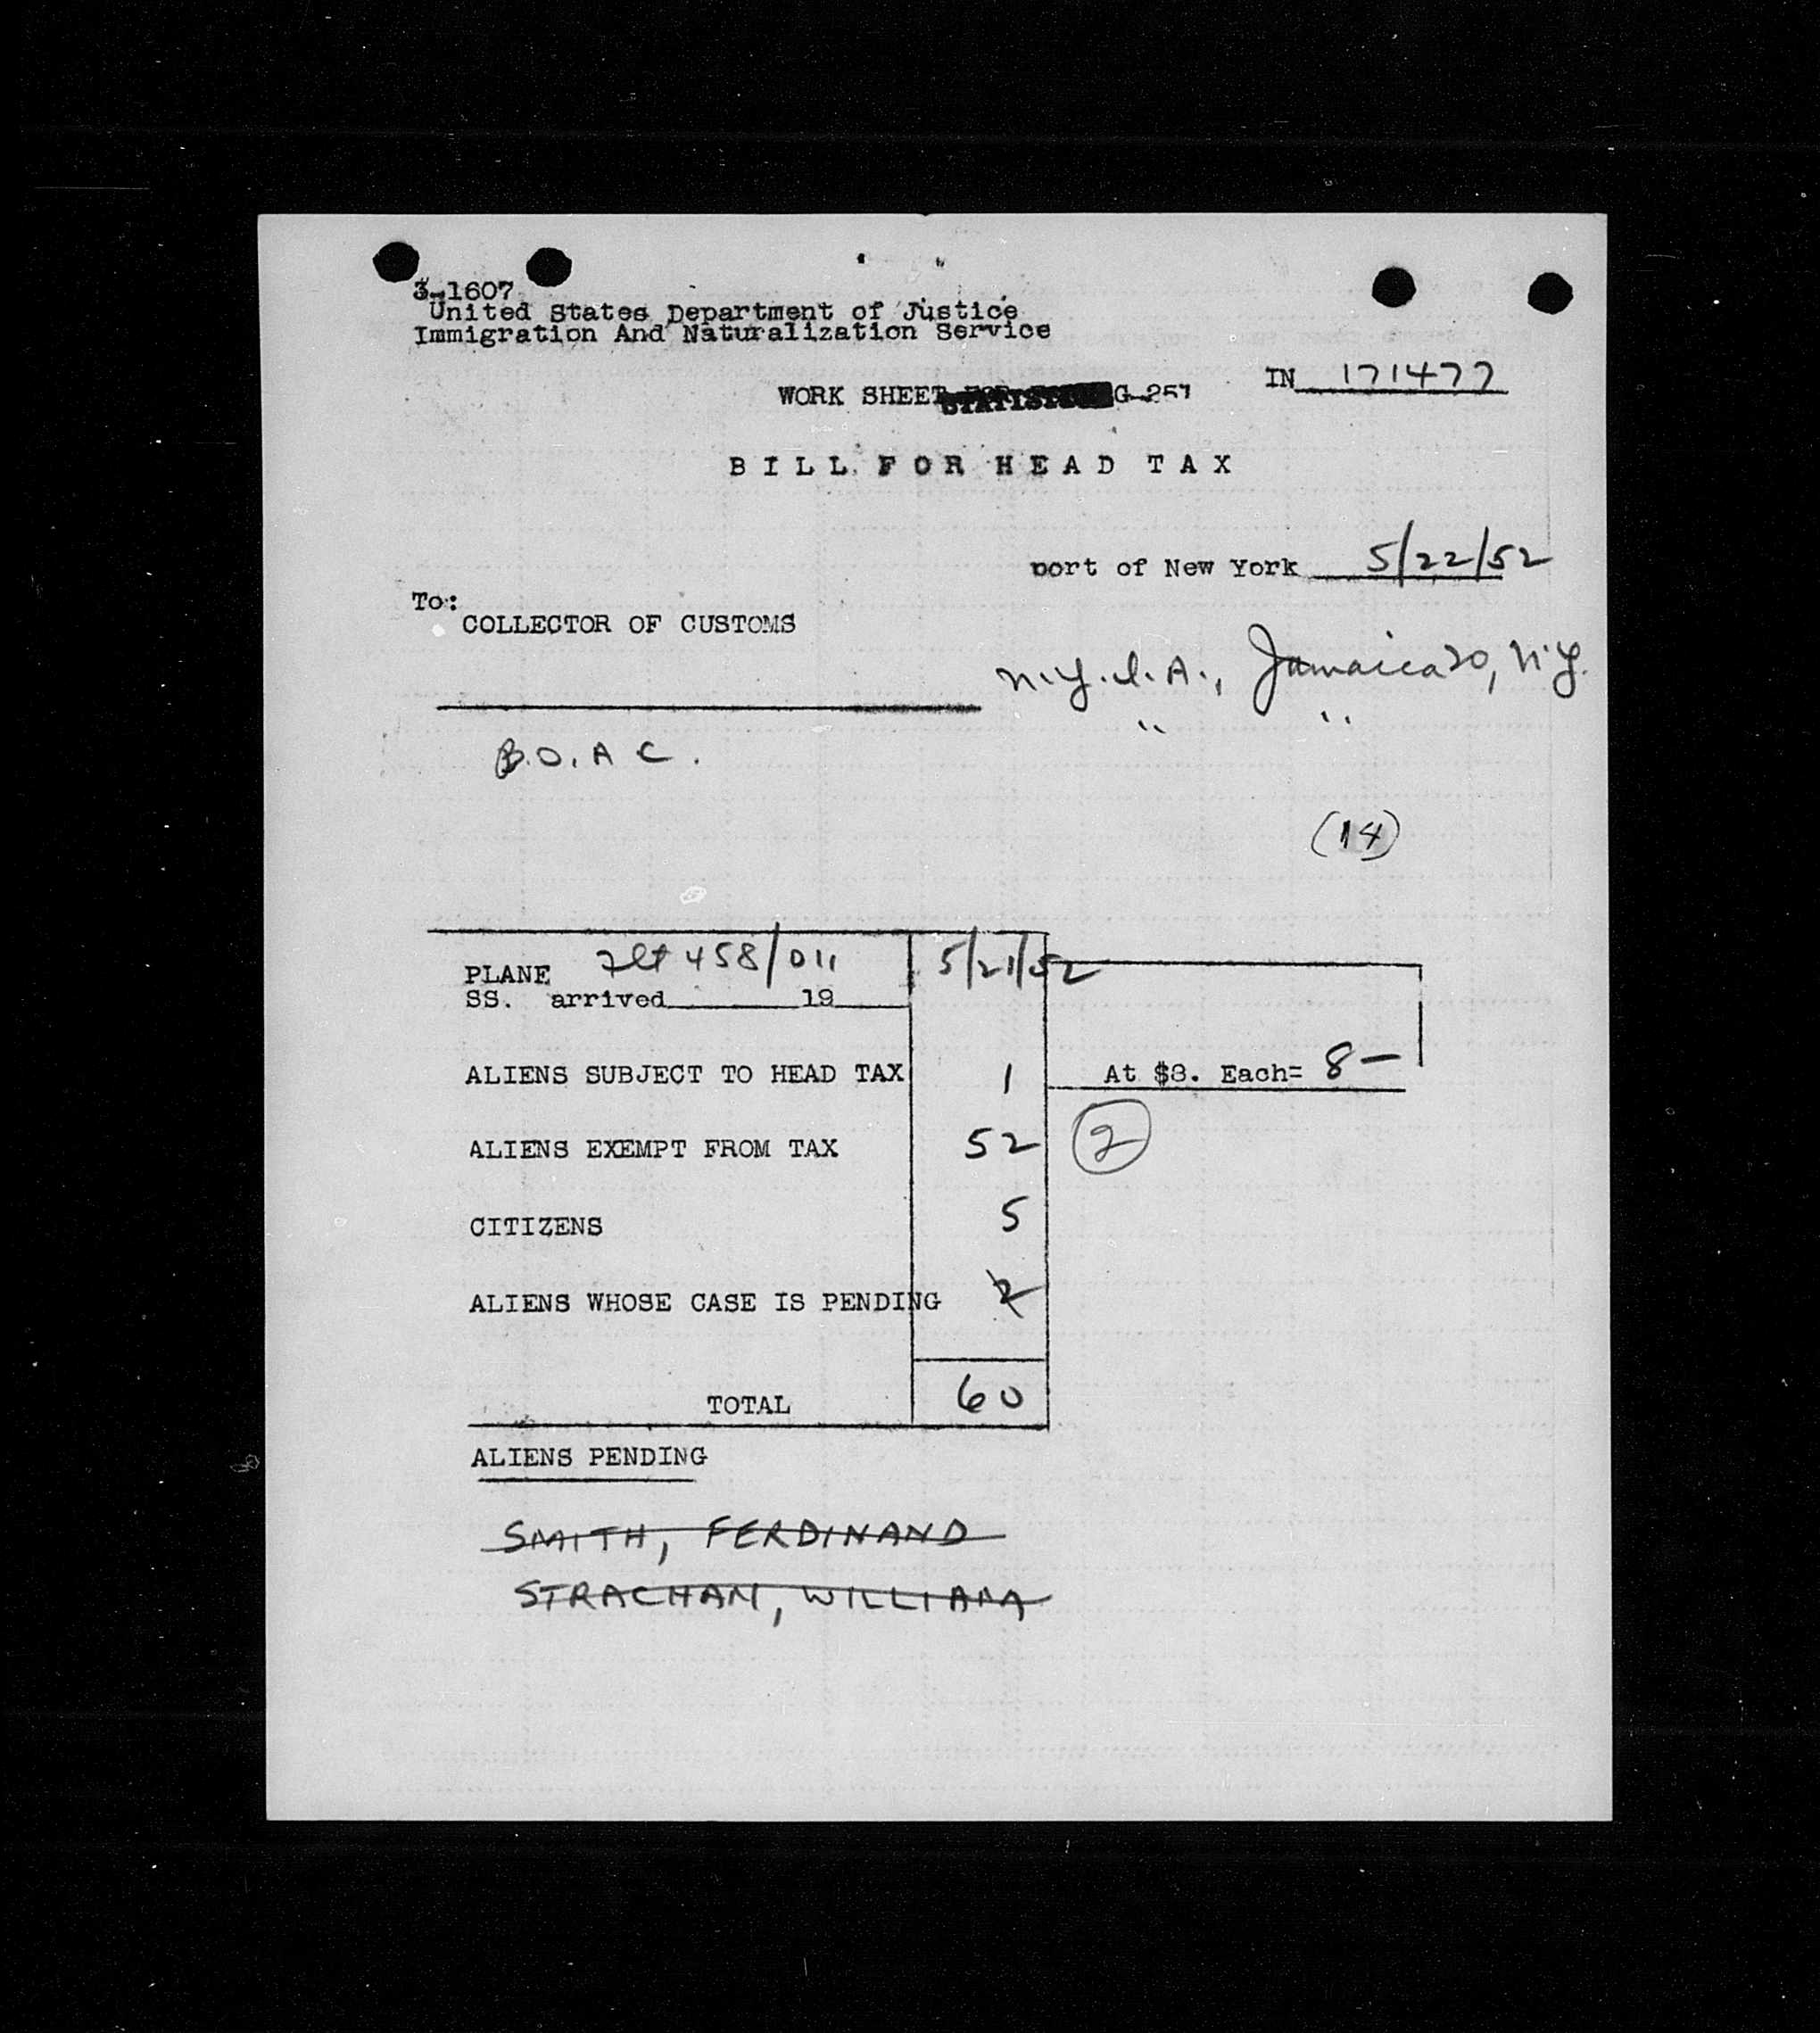 3-1607
United States Department of Justice
Immigration And Naturalization Service
WORK SHEET G-257
IN 171477
BILL FOR HEAD TAX
port of New York 5/22/52
To:
COLLECTOR OF CUSTOMS
N.Y.I.A., Jamaica 20, N.Y.
" "
B.O.A C.
(14)
PLANE Flt 458/011 5/21/52
SS. arrived 19
ALIENS SUBJECT TO HEAD TAX 1 At $8. Each= 8—
ALIENS EXEMPT FROM TAX 52 2
CITIZENS 5
ALIENS WHOSE CASE IS PENDING 2
TOTAL 60
ALIENS PENDING
SMITH, FERDINAND
STRACHAN, WILLIAM